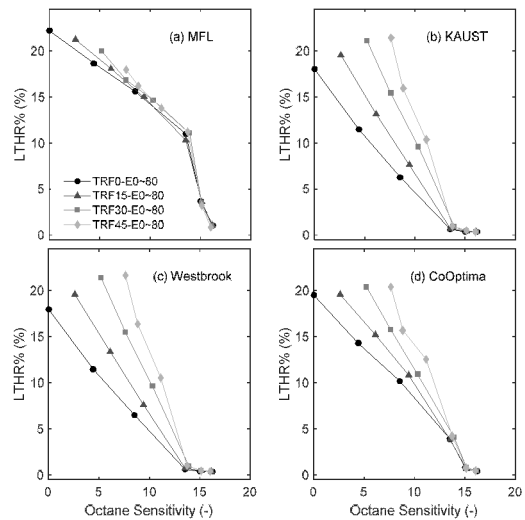 (a) MFL
(b) KAUST
20
15
10
5
0
LTHR% (%)
LTHR% (%)
20
15
10
5
0
TRF0-E0~80
TRF15-E0~80
TRF30-E0~80
TRF45-E0~80
(c) Westbrook
(d) CoOptima
20
15
10
5
0
LTHR% (%)
LTHR% (%)
20
15
10
5
0
0 5 10 15 20
0 5 10 15 20
Octane Sensitivity (-)
Octane Sensitivity (-)